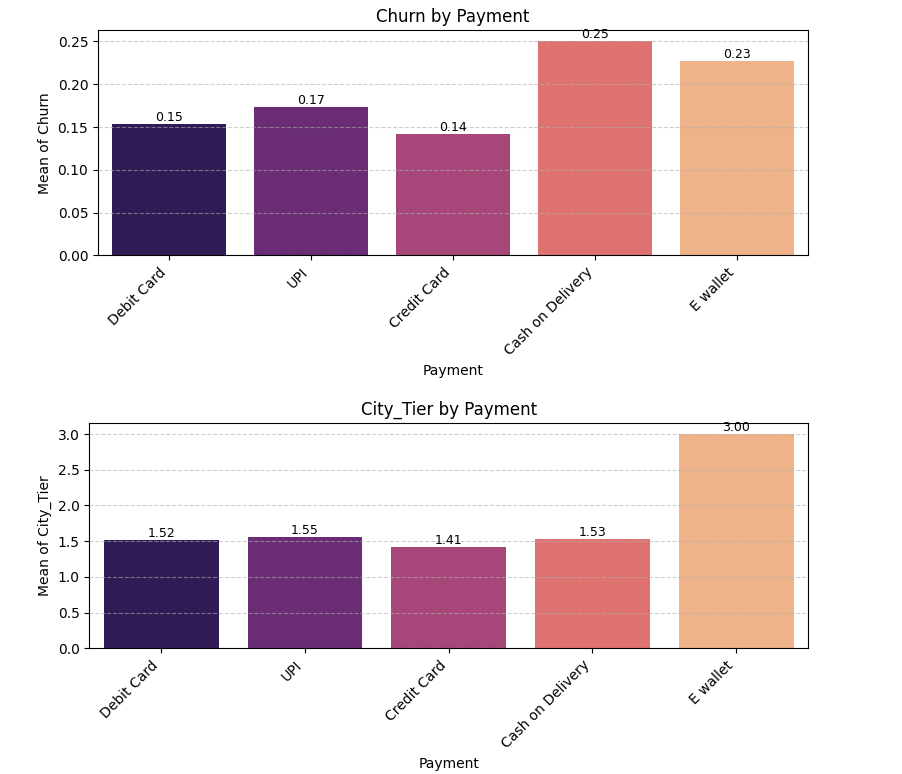 Churn by Payment
Mean of Churn
0.25
0.20
0.15
0.10
0.05
0.00
0.15
0.17
0.14
0.25
0.23
Debit Card
UPI
Credit Card
Cash on Delivery
E wallet
Payment
City_Tier by Payment
Mean of City_Tier
3.0
2.5
2.0
1.5
1.0
0.5
0.0
1.52
1.55
1.41
1.53
3.00
Debit Card
UPI
Credit Card
Cash on Delivery
E wallet
Payment